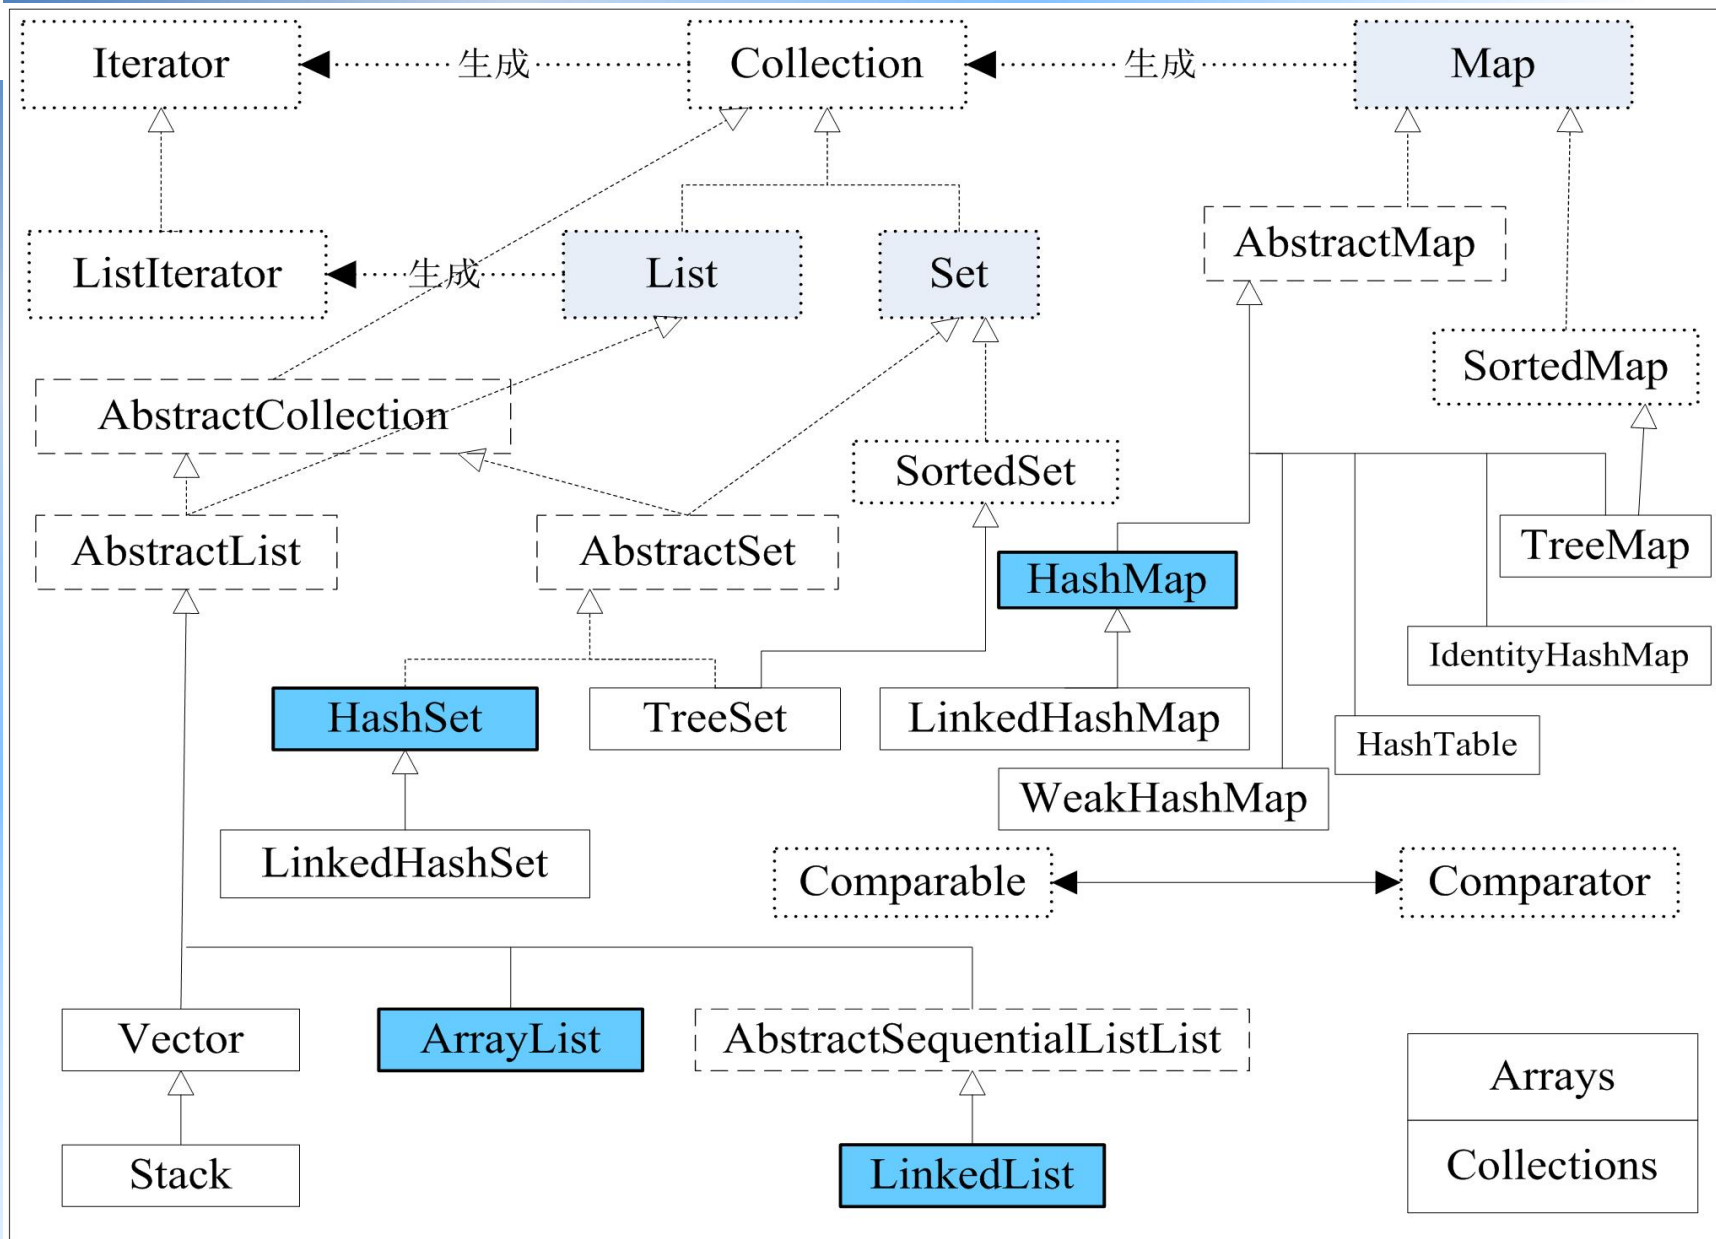 Iterator
生成
Collection
生成
Map
ListIterator
生成
List
Set
AbstractMap
SortedMap
AbstractCollection
SortedSet
AbstractList
AbstractSet
HashMap
TreeMap
IdentityHashMap
HashSet
TreeSet
LinkedHashMap
HashTable
WeakHashMap
LinkedHashSet
Comparable
Comparator
Vector
ArrayList
AbstractSequentialListList
Arrays
Stack
LinkedList
Collections